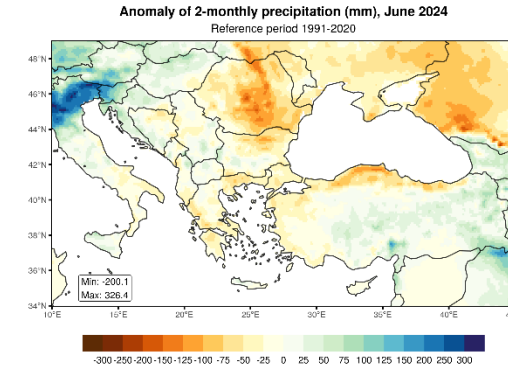 Anomaly of 2-monthly precipitation (mm), June 2024
Reference period 1991-2020
48°N
46°N
44°N
42°N
40°N
38°N
36°N
34°N
Min: -200.1
Max: 326.4
10°E 15°E 20°E 25°E 30°E 35°E 40°E
-300 -250 -200 -150 -125 -100 -75 -50 -25 0 25 50 75 100 125 150 200 250 300